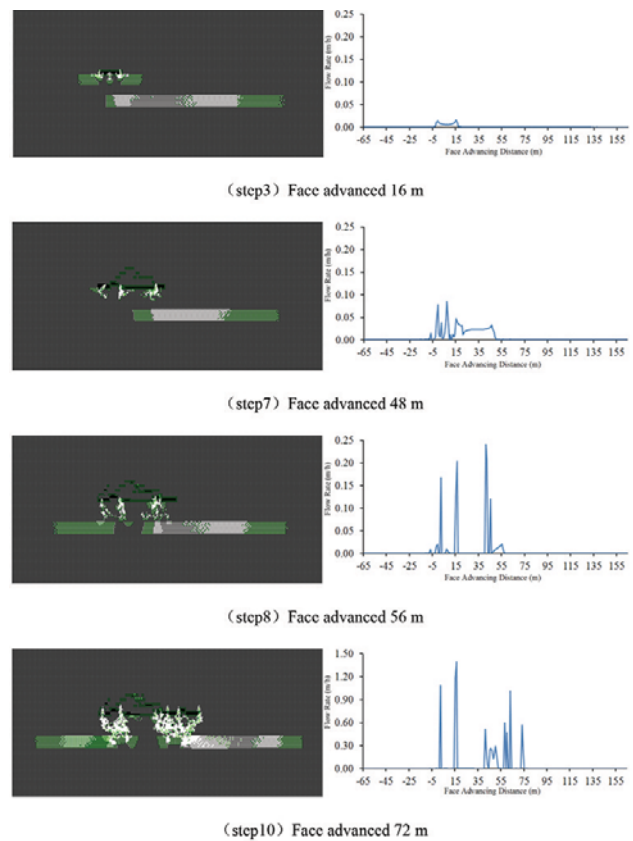 0.25
0.20
0.15
0.10
0.05
0.00
Flow Rate (m/h)
-65 -45 -25 -5 15 35 55 75 95 115 135 155
Face Advancing Distance (m)
（step3）Face advanced 16 m
0.25
0.20
0.15
0.10
0.05
0.00
Flow Rate (m/h)
-65 -45 -25 -5 15 35 55 75 95 115 135 155
Face Advancing Distance (m)
（step7）Face advanced 48 m
0.25
0.20
0.15
0.10
0.05
0.00
Flow Rate (m/h)
-65 -45 -25 -5 15 35 55 75 95 115 135 155
Face Advancing Distance (m)
（step8）Face advanced 56 m
1.50
1.20
0.90
0.60
0.30
0.00
Flow Rate (m/h)
-65 -45 -25 -5 15 35 55 75 95 115 135 155
Face Advancing Distance (m)
（step10）Face advanced 72 m